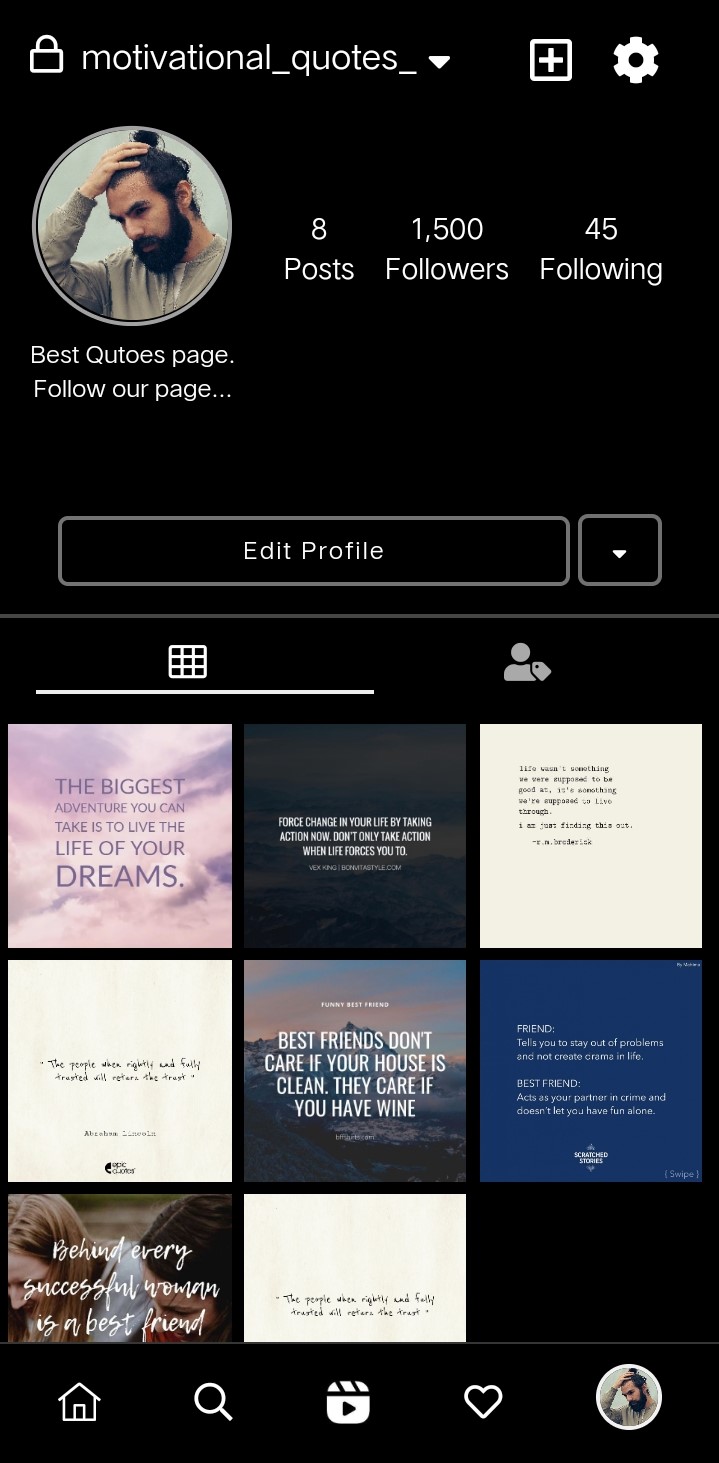 motivational_quotes_
8 1,500 45
Posts Followers Following
Best Qutoes page.
Follow our page...
Edit Profile
THE BIGGEST
ADVENTURE YOU CAN
TAKE IS TO LIVE THE
LIFE OF YOUR
DREAMS.
FORCE CHANGE IN YOUR LIFE BY TAKING
ACTION NOW. DON'T ONLY TAKE ACTION
WHEN LIFE FORCES YOU TO.
VEX KING | BONVITASTYLE.COM
life wasn't something
we were supposed to be
good at, it's something
we're supposed to live
through.
i am just finding this out.
-r.m.broderick
" The people when rightly and fully
trusted will return the trust "
Abraham Lincoln
epic
quotes
FUNNY BEST FRIEND
BEST FRIENDS DON'T
CARE IF YOUR HOUSE IS
CLEAN. THEY CARE IF
YOU HAVE WINE
FRIEND:
Tells you to stay out of problems
and not create drama in life.
BEST FRIEND:
Acts as your partner in crime and
doesn't let you have fun alone.
SCRATCHED
STORIES
( Swipe )
Behind every
successful woman
is a best friend
" The people when rightly and fully
trusted will return the trust "